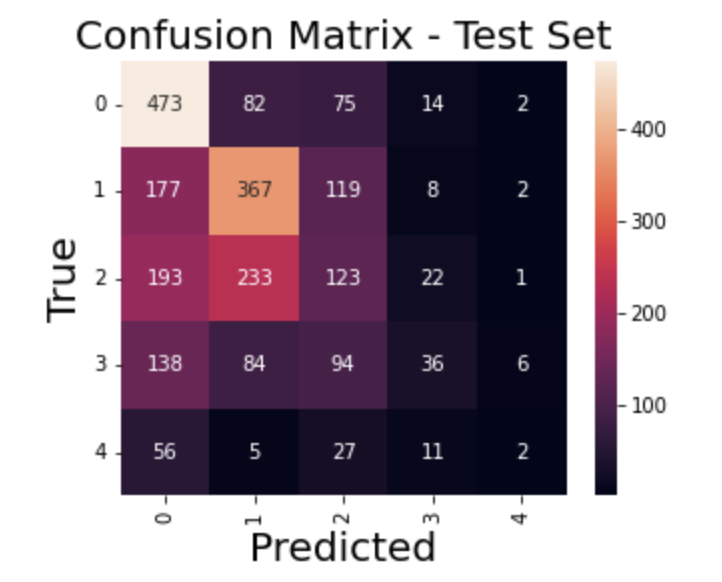 Confusion Matrix - Test Set
0 473 82 75 14 2
1 177 367 119 8 2
2 193 233 123 22 1
3 138 84 94 36 6
4 56 5 27 11 2
0 1 2 3 4
Predicted
True
400
300
200
100